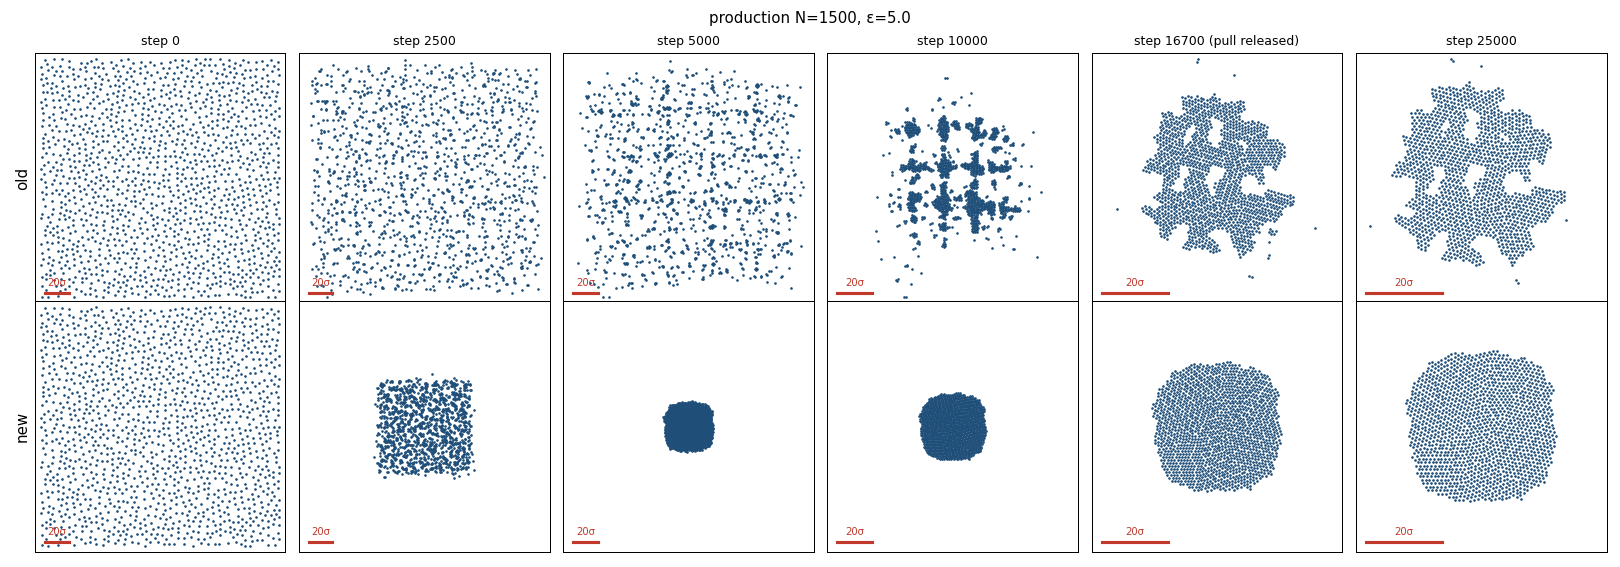 production N=1500, ε=5.0
step 0
step 2500
step 5000
step 10000
step 16700 (pull released)
step 25000
old
20σ
20σ
20σ
20σ
20σ
20σ
new
20σ
20σ
20σ
20σ
20σ
20σ